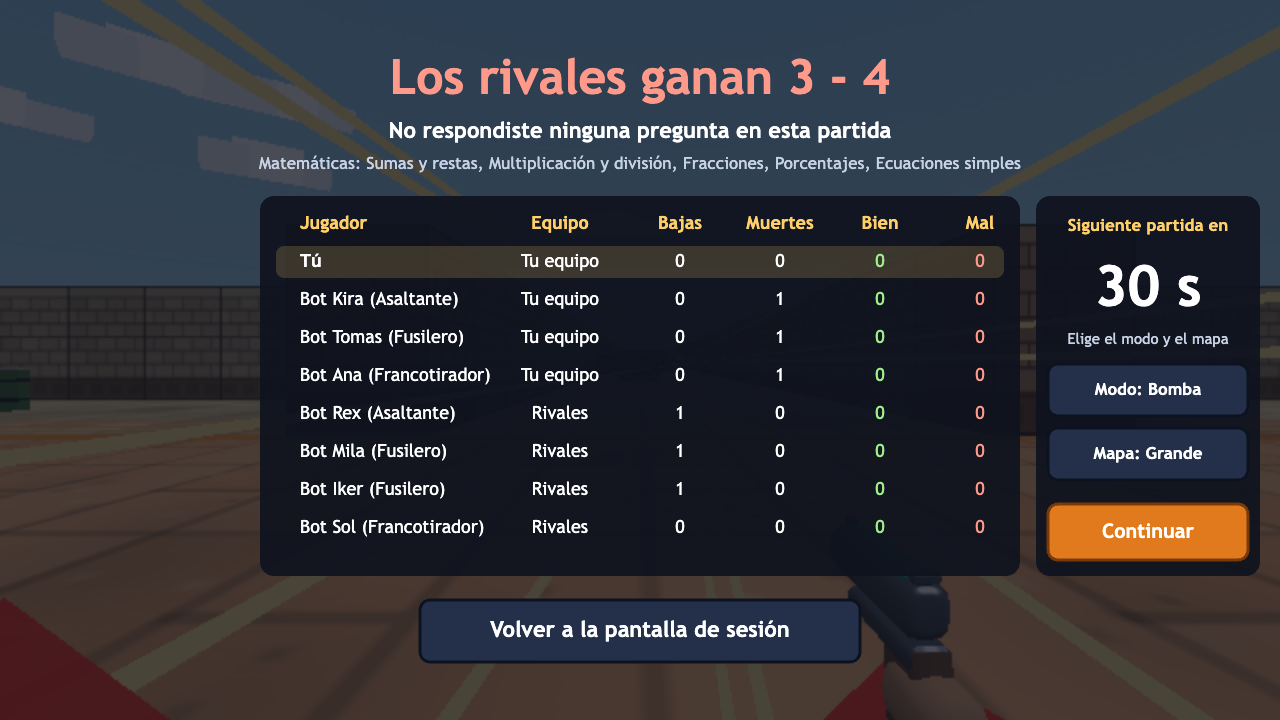 Los rivales ganan 3 - 4
No respondiste ninguna pregunta en esta partida
Matemáticas: Sumas y restas, Multiplicación y división, Fracciones, Porcentajes, Ecuaciones simples
Jugador Equipo Bajas Muertes Bien Mal
Tú Tu equipo 0 0 0 0
Bot Kira (Asaltante) Tu equipo 0 1 0 0
Bot Tomas (Fusilero) Tu equipo 0 1 0 0
Bot Ana (Francotirador) Tu equipo 0 1 0 0
Bot Rex (Asaltante) Rivales 1 0 0 0
Bot Mila (Fusilero) Rivales 1 0 0 0
Bot Iker (Fusilero) Rivales 1 0 0 0
Bot Sol (Francotirador) Rivales 0 0 0 0
Siguiente partida en
30 s
Elige el modo y el mapa
Modo: Bomba
Mapa: Grande
Continuar
Volver a la pantalla de sesión